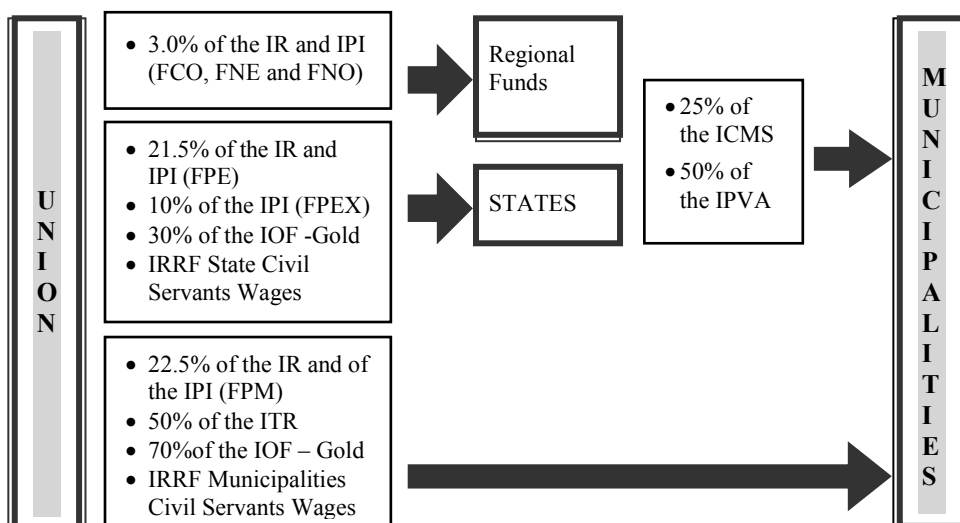 UNION
• 3.0% of the IR and IPI
(FCO, FNE and FNO)
Regional
Funds
• 21.5% of the IR and
IPI (FPE)
• 10% of the IPI (FPEX)
• 30% of the IOF -Gold
• IRRF State Civil
Servants Wages
STATES
• 25% of
the ICMS
• 50% of
the IPVA
• 22.5% of the IR and of
the IPI (FPM)
• 50% of the ITR
• 70%of the IOF – Gold
• IRRF Municipalities
Civil Servants Wages
MUNICIPALITIES